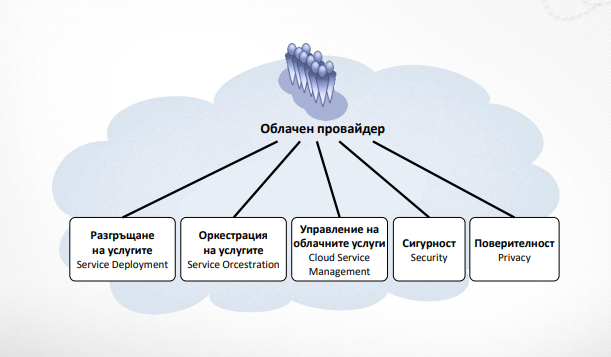 Облачен провайдер
Разгръщане
на услугите
Service Deployment
Оркестрация
на услугите
Service Orcestration
Управление на
облачните услуги
Cloud Service
Management
Сигурност
Security
Поверителност
Privacy